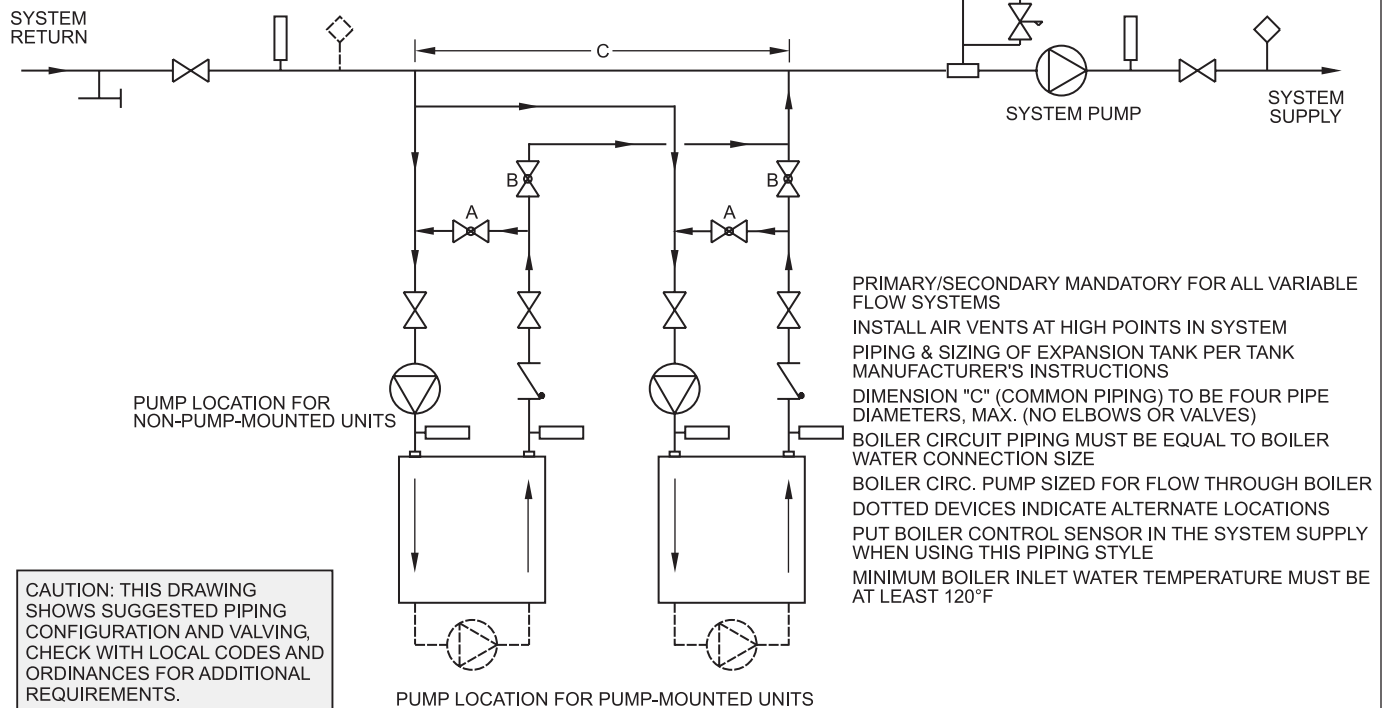 SYSTEM
RETURN
C
SYSTEM PUMP
SYSTEM
SUPPLY
B
B
A
A
PUMP LOCATION FOR
NON-PUMP-MOUNTED UNITS
PRIMARY/SECONDARY MANDATORY FOR ALL VARIABLE
FLOW SYSTEMS
INSTALL AIR VENTS AT HIGH POINTS IN SYSTEM
PIPING & SIZING OF EXPANSION TANK PER TANK
MANUFACTURER'S INSTRUCTIONS
DIMENSION "C" (COMMON PIPING) TO BE FOUR PIPE
DIAMETERS, MAX. (NO ELBOWS OR VALVES)
BOILER CIRCUIT PIPING MUST BE EQUAL TO BOILER
WATER CONNECTION SIZE
BOILER CIRC. PUMP SIZED FOR FLOW THROUGH BOILER
DOTTED DEVICES INDICATE ALTERNATE LOCATIONS
PUT BOILER CONTROL SENSOR IN THE SYSTEM SUPPLY
WHEN USING THIS PIPING STYLE
MINIMUM BOILER INLET WATER TEMPERATURE MUST BE
AT LEAST 120°F
CAUTION: THIS DRAWING
SHOWS SUGGESTED PIPING
CONFIGURATION AND VALVING,
CHECK WITH LOCAL CODES AND
ORDINANCES FOR ADDITIONAL
REQUIREMENTS.
PUMP LOCATION FOR PUMP-MOUNTED UNITS